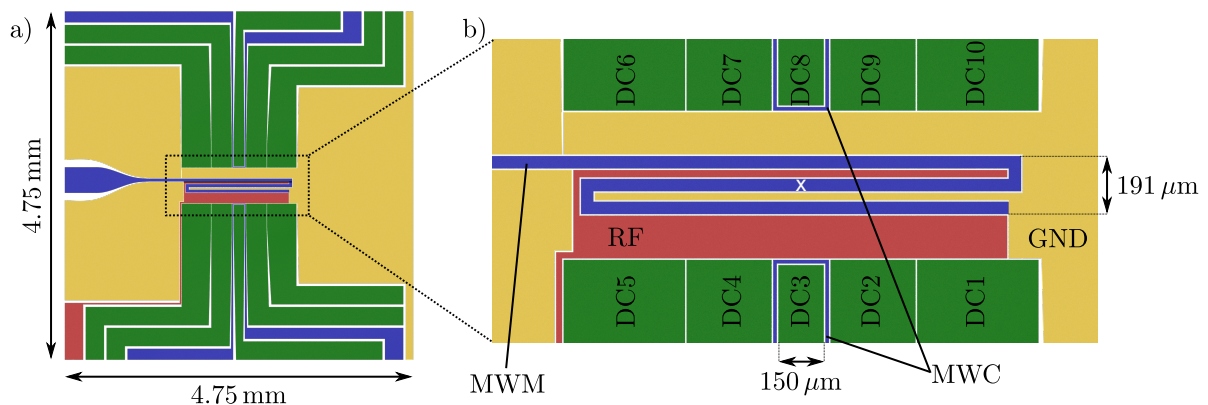 a)
4.75 mm
4.75 mm
b)
DC6
DC7
DC8
DC9
DC10
x
191 μm
RF
GND
DC5
DC4
DC3
DC2
DC1
MWM
150 μm
MWC